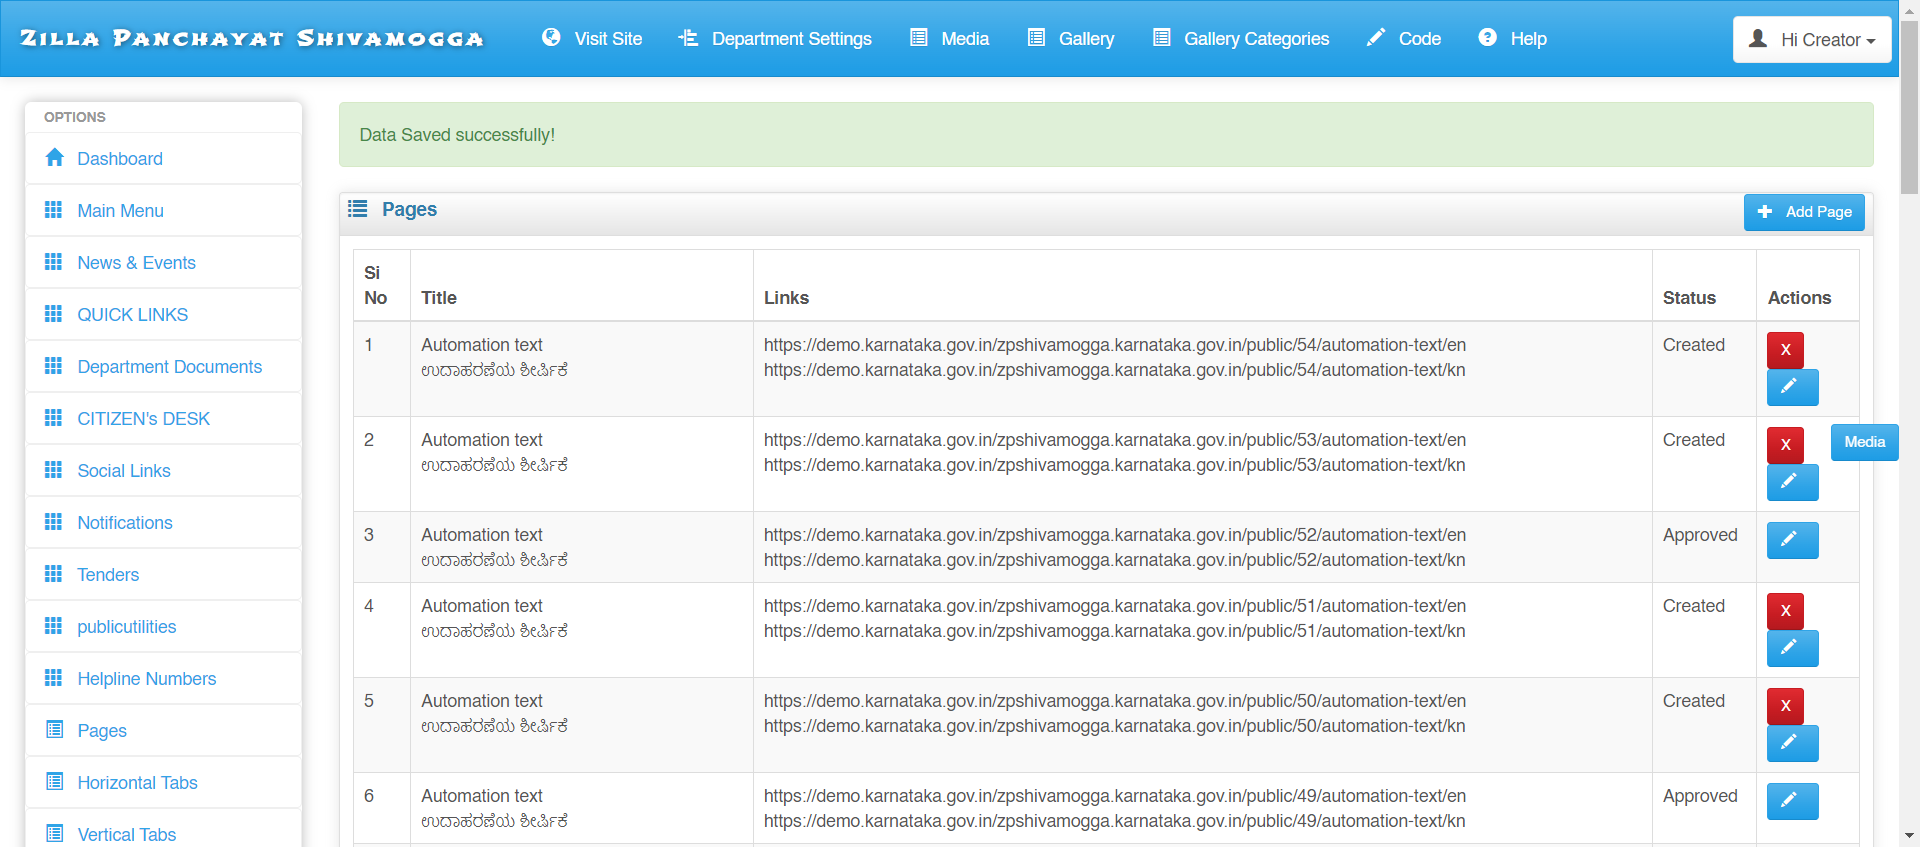 Zilla Panchayat Shivamogga
Visit Site
Department Settings
Media
Gallery
Gallery Categories
Code
Help
Hi Creator
OPTIONS
Dashboard
Main Menu
News & Events
QUICK LINKS
Department Documents
CITIZEN's DESK
Social Links
Notifications
Tenders
publicutilities
Helpline Numbers
Pages
Horizontal Tabs
Vertical Tabs
Data Saved successfully!
Pages
Add Page
Si No Title Links Status Actions
1 Automation text https://demo.karnataka.gov.in/zpshivamogga.karnataka.gov.in/public/54/automation-text/en Created X
ಉದಾಹರಣೆಯ ಶೀರ್ಷಿಕೆ https://demo.karnataka.gov.in/zpshivamogga.karnataka.gov.in/public/54/automation-text/kn
2 Automation text https://demo.karnataka.gov.in/zpshivamogga.karnataka.gov.in/public/53/automation-text/en Created X Media
ಉದಾಹರಣೆಯ ಶೀರ್ಷಿಕೆ https://demo.karnataka.gov.in/zpshivamogga.karnataka.gov.in/public/53/automation-text/kn
3 Automation text https://demo.karnataka.gov.in/zpshivamogga.karnataka.gov.in/public/52/automation-text/en Approved
ಉದಾಹರಣೆಯ ಶೀರ್ಷಿಕೆ https://demo.karnataka.gov.in/zpshivamogga.karnataka.gov.in/public/52/automation-text/kn
4 Automation text https://demo.karnataka.gov.in/zpshivamogga.karnataka.gov.in/public/51/automation-text/en Created X
ಉದಾಹರಣೆಯ ಶೀರ್ಷಿಕೆ https://demo.karnataka.gov.in/zpshivamogga.karnataka.gov.in/public/51/automation-text/kn
5 Automation text https://demo.karnataka.gov.in/zpshivamogga.karnataka.gov.in/public/50/automation-text/en Created X
ಉದಾಹರಣೆಯ ಶೀರ್ಷಿಕೆ https://demo.karnataka.gov.in/zpshivamogga.karnataka.gov.in/public/50/automation-text/kn
6 Automation text https://demo.karnataka.gov.in/zpshivamogga.karnataka.gov.in/public/49/automation-text/en Approved
ಉದಾಹರಣೆಯ ಶೀರ್ಷಿಕೆ https://demo.karnataka.gov.in/zpshivamogga.karnataka.gov.in/public/49/automation-text/kn